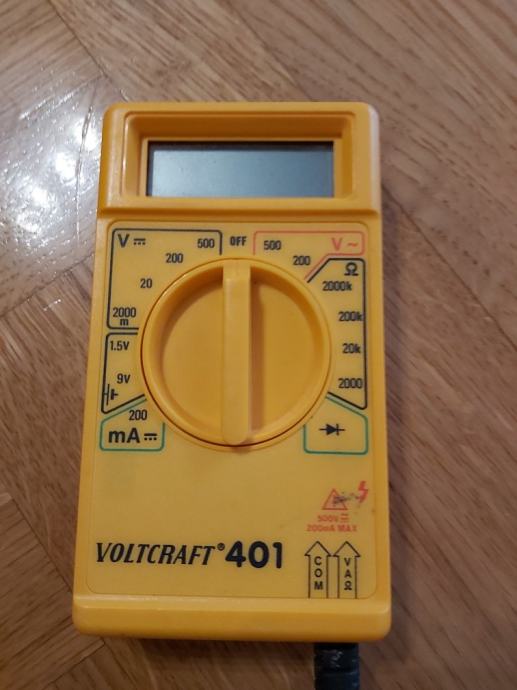 V ⎓ 500 OFF 500 V ~
200 200 Ω
20 2000k
2000 m 200k
1.5V 20k
9V 2000
200
mA ⎓
500V ⎓
200mA MAX
VOLTCRAFT® 401
COM VAΩ